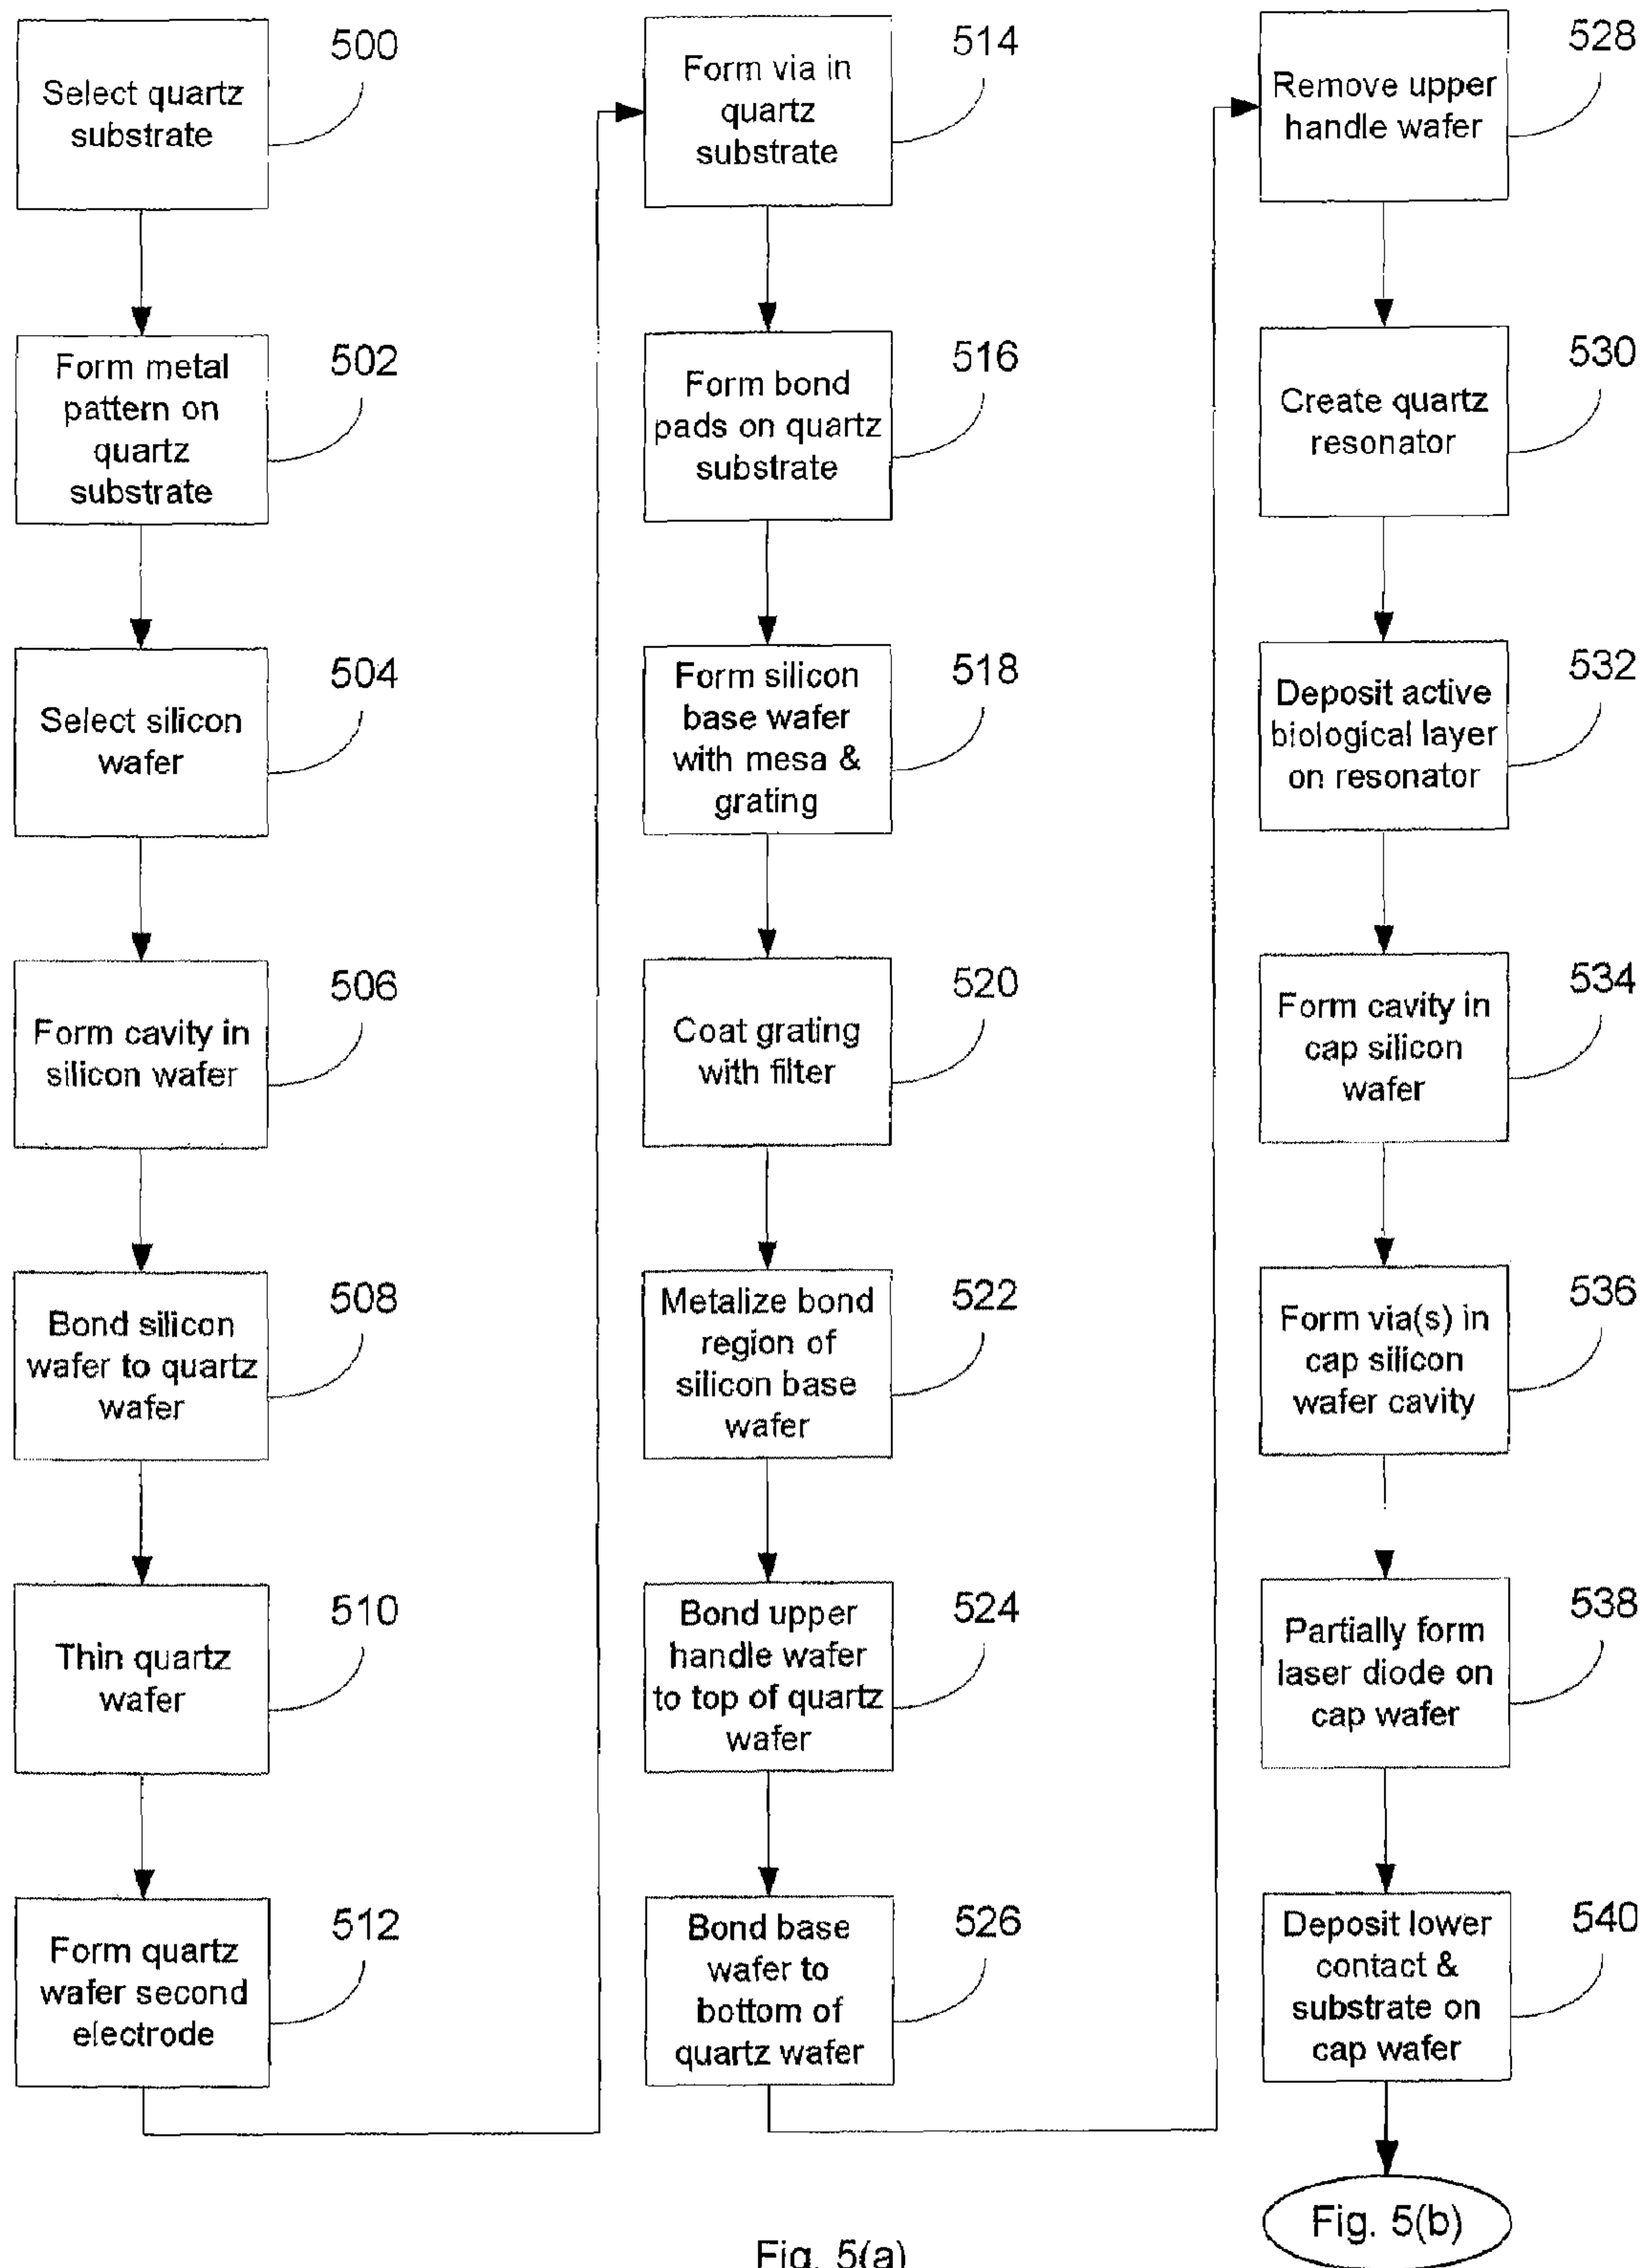 500
Select quartz
substrate
502
Form metal
pattern on
quartz
substrate
504
Select silicon
wafer
506
Form cavity in
silicon wafer
508
Bond silicon
wafer to quartz
wafer
510
Thin quartz
wafer
512
Form quartz
wafer second
electrode
514
Form via in
quartz
substrate
516
Form bond
pads on quartz
substrate
518
Form silicon
base wafer
with mesa &
grating
520
Coat grating
with filter
522
Metalize bond
region of
silicon base
wafer
524
Bond upper
handle wafer
to top of quartz
wafer
526
Bond base
wafer to
bottom of
quartz wafer
528
Remove upper
handle wafer
530
Create quartz
resonator
532
Deposit active
biological layer
on resonator
534
Form cavity in
cap silicon
wafer
536
Form via(s) in
cap silicon
wafer cavity
538
Partially form
laser diode on
cap wafer
540
Deposit lower
contact &
substrate on
cap wafer
Fig. 5(b)
Fig. 5(a)